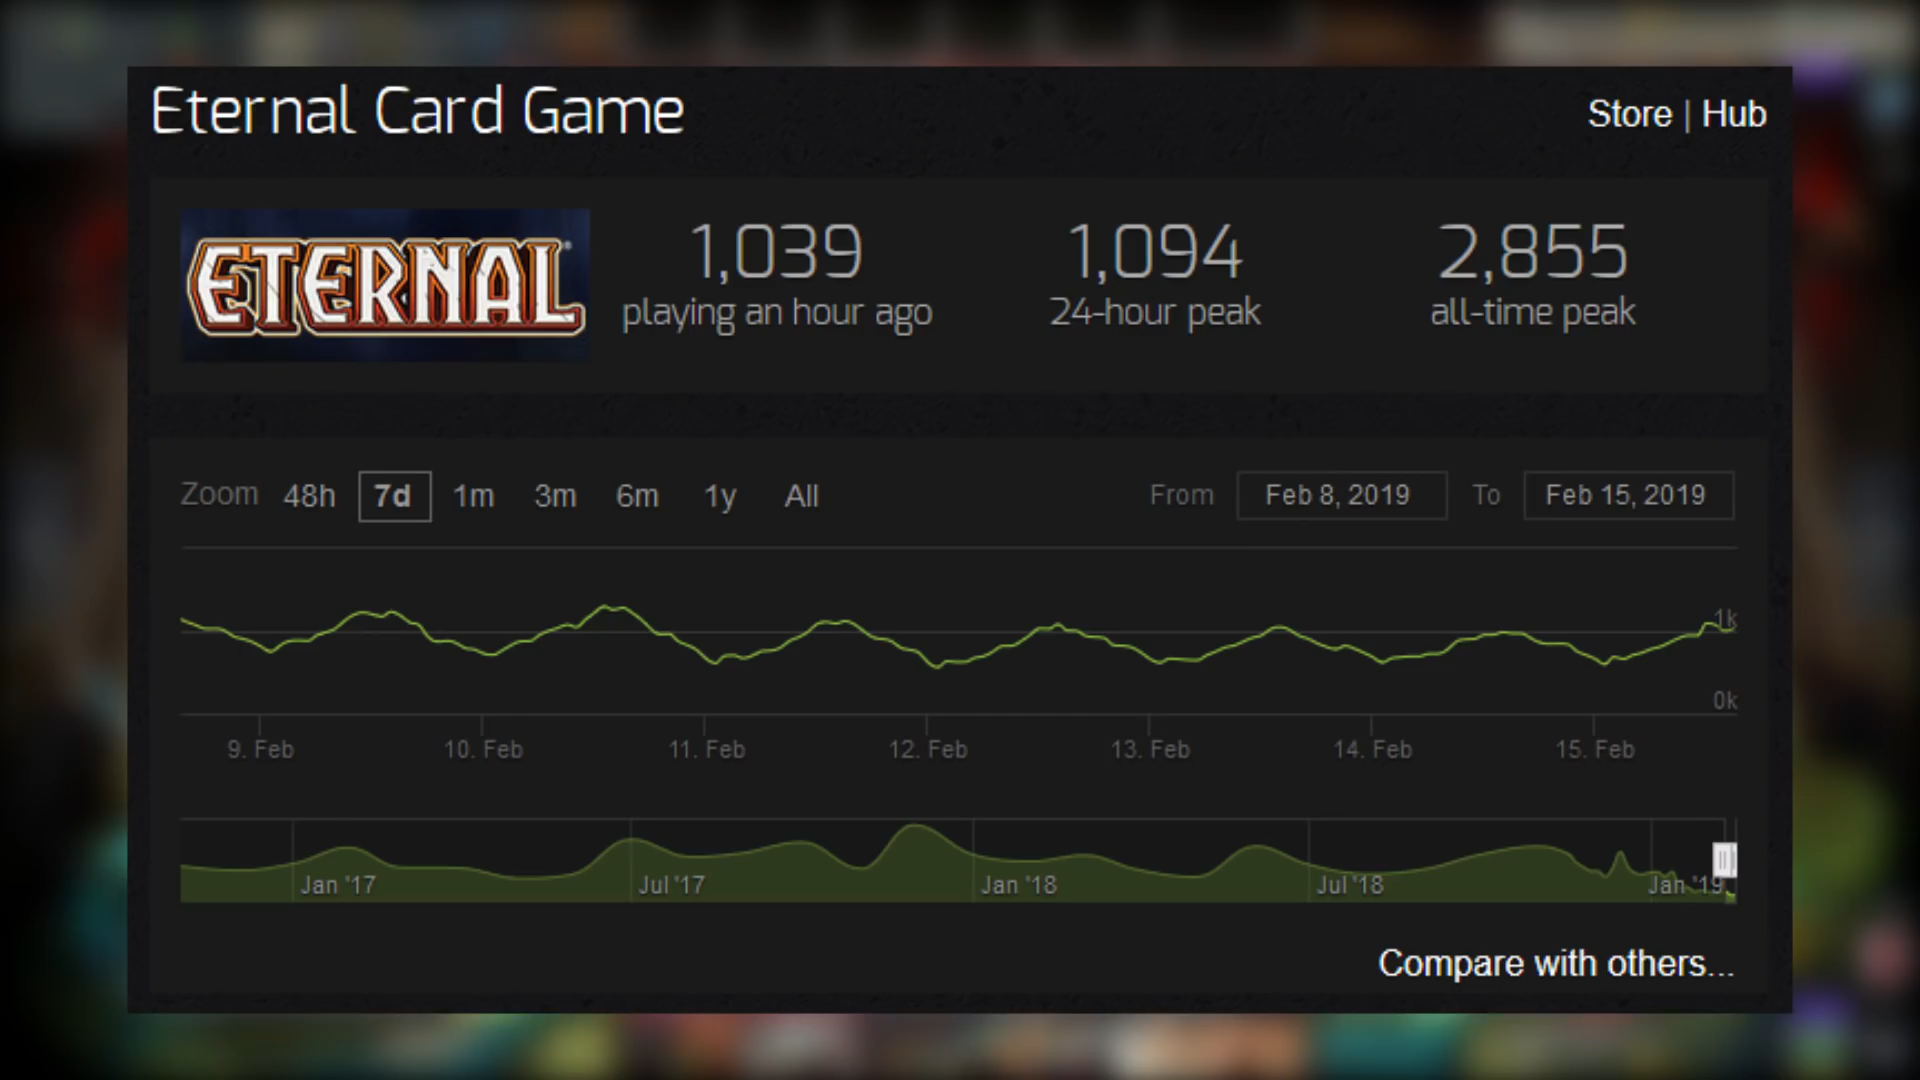 Eternal Card Game
Store | Hub
ETERNAL
1,039
playing an hour ago
1,094
24-hour peak
2,855
all-time peak
Zoom 48h 7d 1m 3m 6m 1y All
From Feb 8, 2019 To Feb 15, 2019
1k
0k
9. Feb 10. Feb 11. Feb 12. Feb 13. Feb 14. Feb 15. Feb
Jan '17 Jul '17 Jan '18 Jul '18 Jan '19
Compare with others...